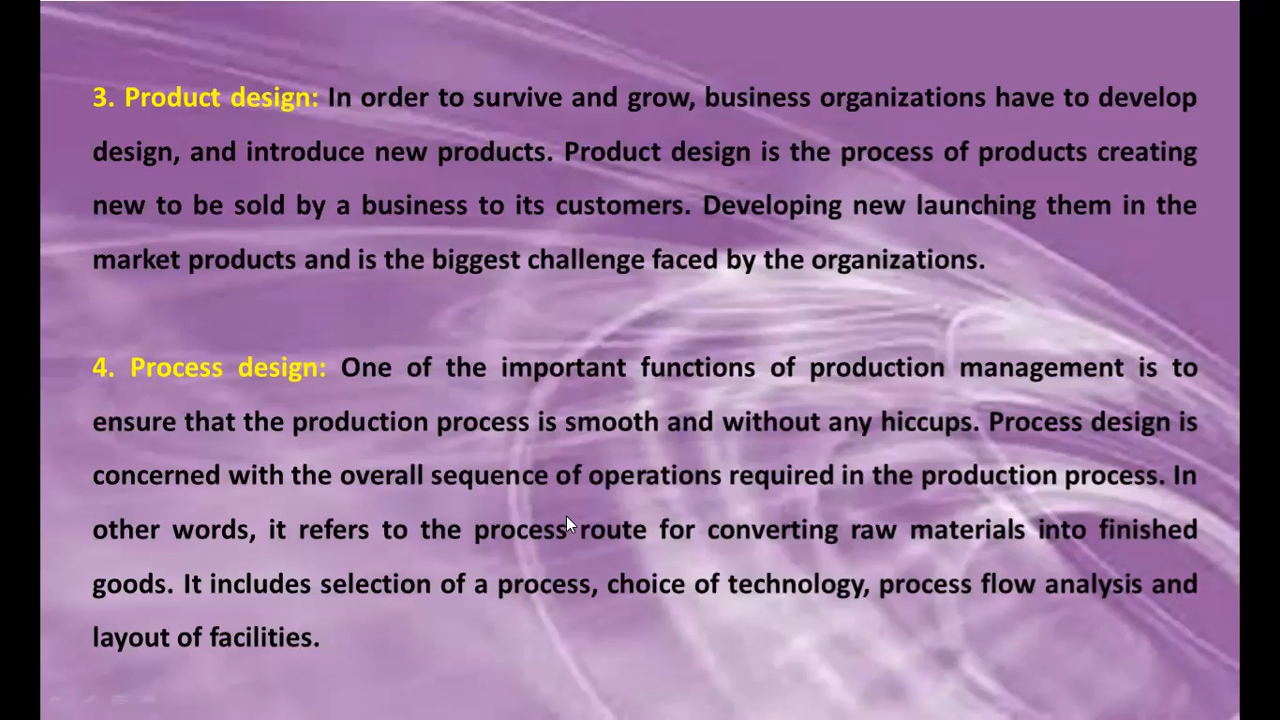 3. Product design: In order to survive and grow, business organizations have to develop
design, and introduce new products. Product design is the process of products creating
new to be sold by a business to its customers. Developing new launching them in the
market products and is the biggest challenge faced by the organizations.
4. Process design: One of the important functions of production management is to
ensure that the production process is smooth and without any hiccups. Process design is
concerned with the overall sequence of operations required in the production process. In
other words, it refers to the process route for converting raw materials into finished
goods. It includes selection of a process, choice of technology, process flow analysis and
layout of facilities.